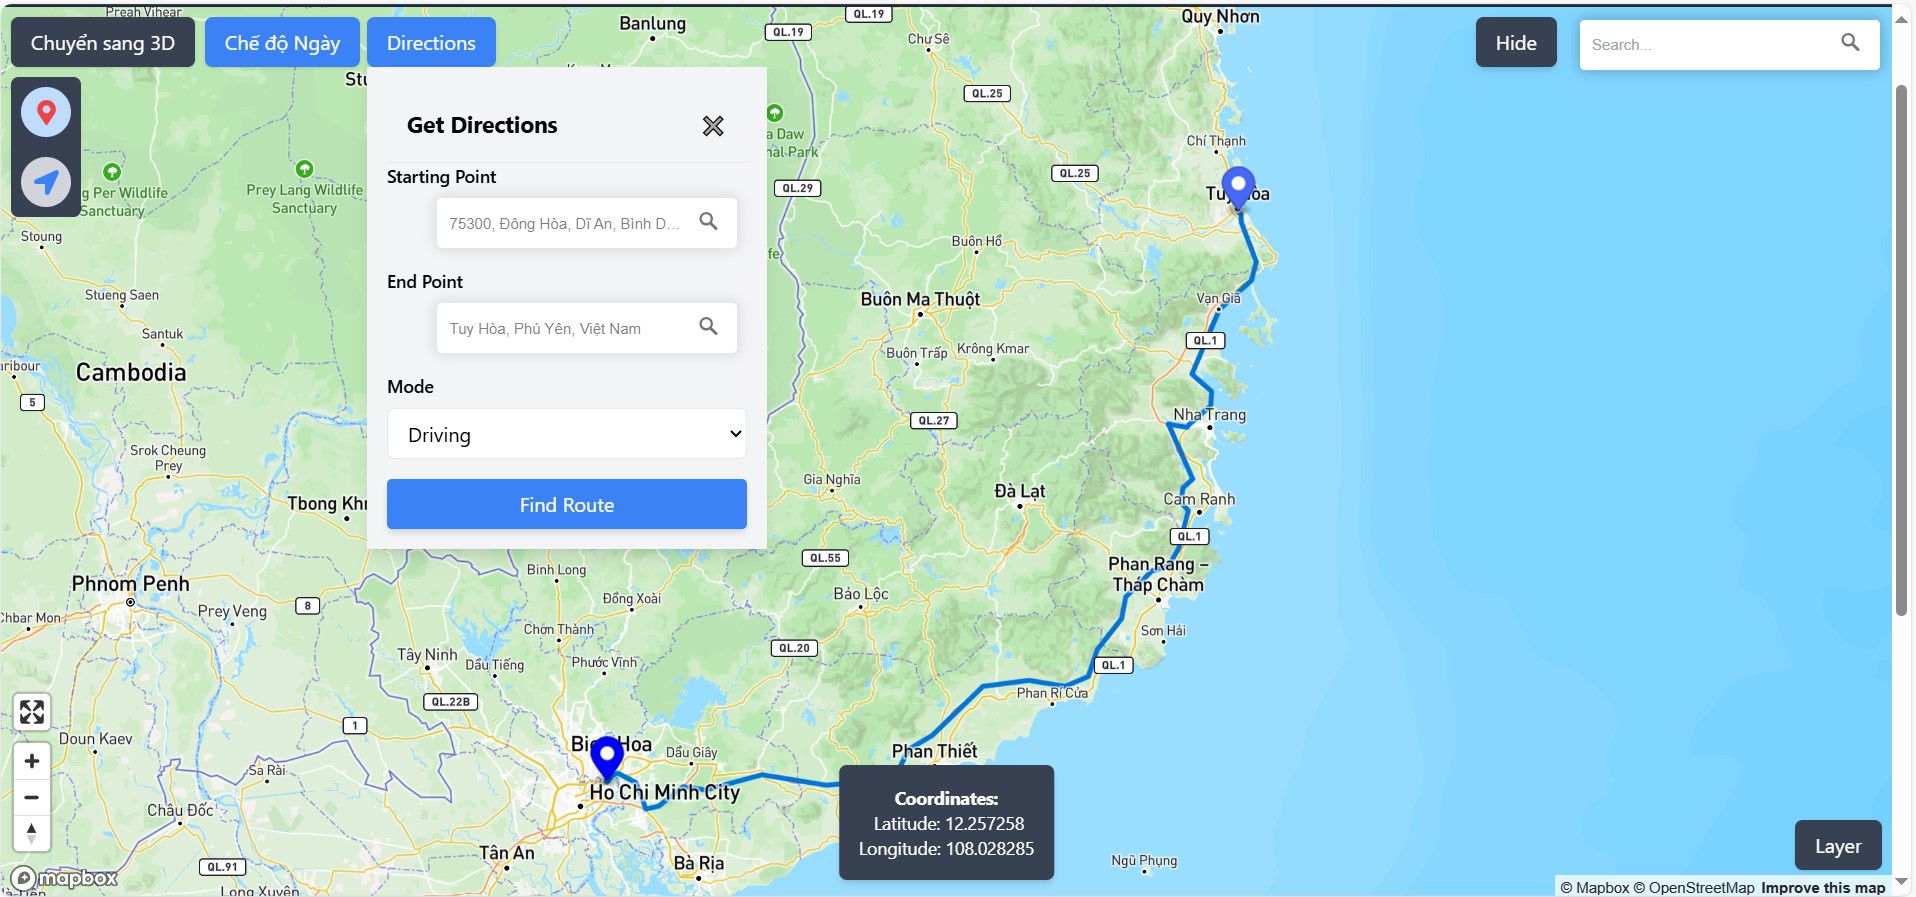 Preah Vihear
Banlung
QL.19
QL.19
Quy Nhơn
Chuyển sang 3D
Chế độ Ngày
Directions
Hide
Search...
Chư Sê
QL.25
Get Directions
Chí Thạnh
Starting Point
QL.25
Prey Lang Wildlife
Sanctuary
g Per Wildlife
Sanctuary
a Daw
nal Park
QL.29
75300, Đông Hòa, Dĩ An, Bình D...
Stoung
Buôn Hồ
End Point
Stueng Saen
Buôn Ma Thuột
Vạn Giã
Tuy Hòa, Phú Yên, Việt Nam
Santuk
QL.1
Buôn Trấp
Krông Kmar
Cambodia
Mode
5
Driving
QL.27
Nha Trang
Srok Cheung
Prey
Gia Nghĩa
Đà Lạt
Cam Ranh
Tbong Khr
Find Route
QL.1
QL.55
Phan Rang –
Tháp Chàm
Binh Long
Phnom Penh
Prey Veng
8
Đồng Xoài
Bảo Lộc
Chbar Mon
Chơn Thành
Sơn Hải
Tây Ninh
Dầu Tiếng
Phước Vĩnh
QL.20
QL.1
QL.22B
Phan Rí Cửa
1
Doun Kaev
Dầu Giây
Phan Thiết
Sa Rài
Ho Chi Minh City
Châu Đốc
Coordinates:
Latitude: 12.257258
Longitude: 108.028285
Tân An
Bà Rịa
QL.91
Ngũ Phụng
Layer
mapbox
Long Xuyên
© Mapbox © OpenStreetMap Improve this map